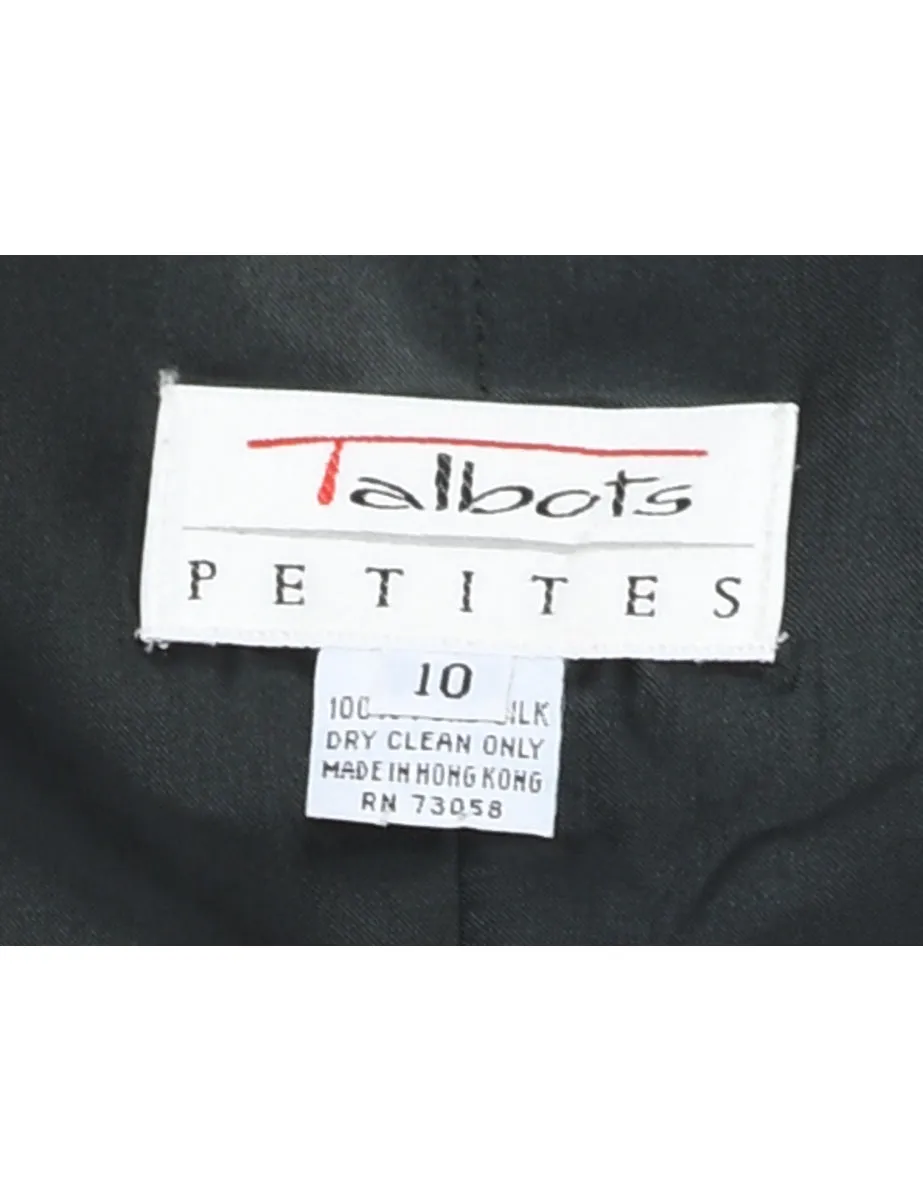 Talbots
PETITES
10
DRY CLEAN ONLY
MADE IN HONG KONG
RN 73058